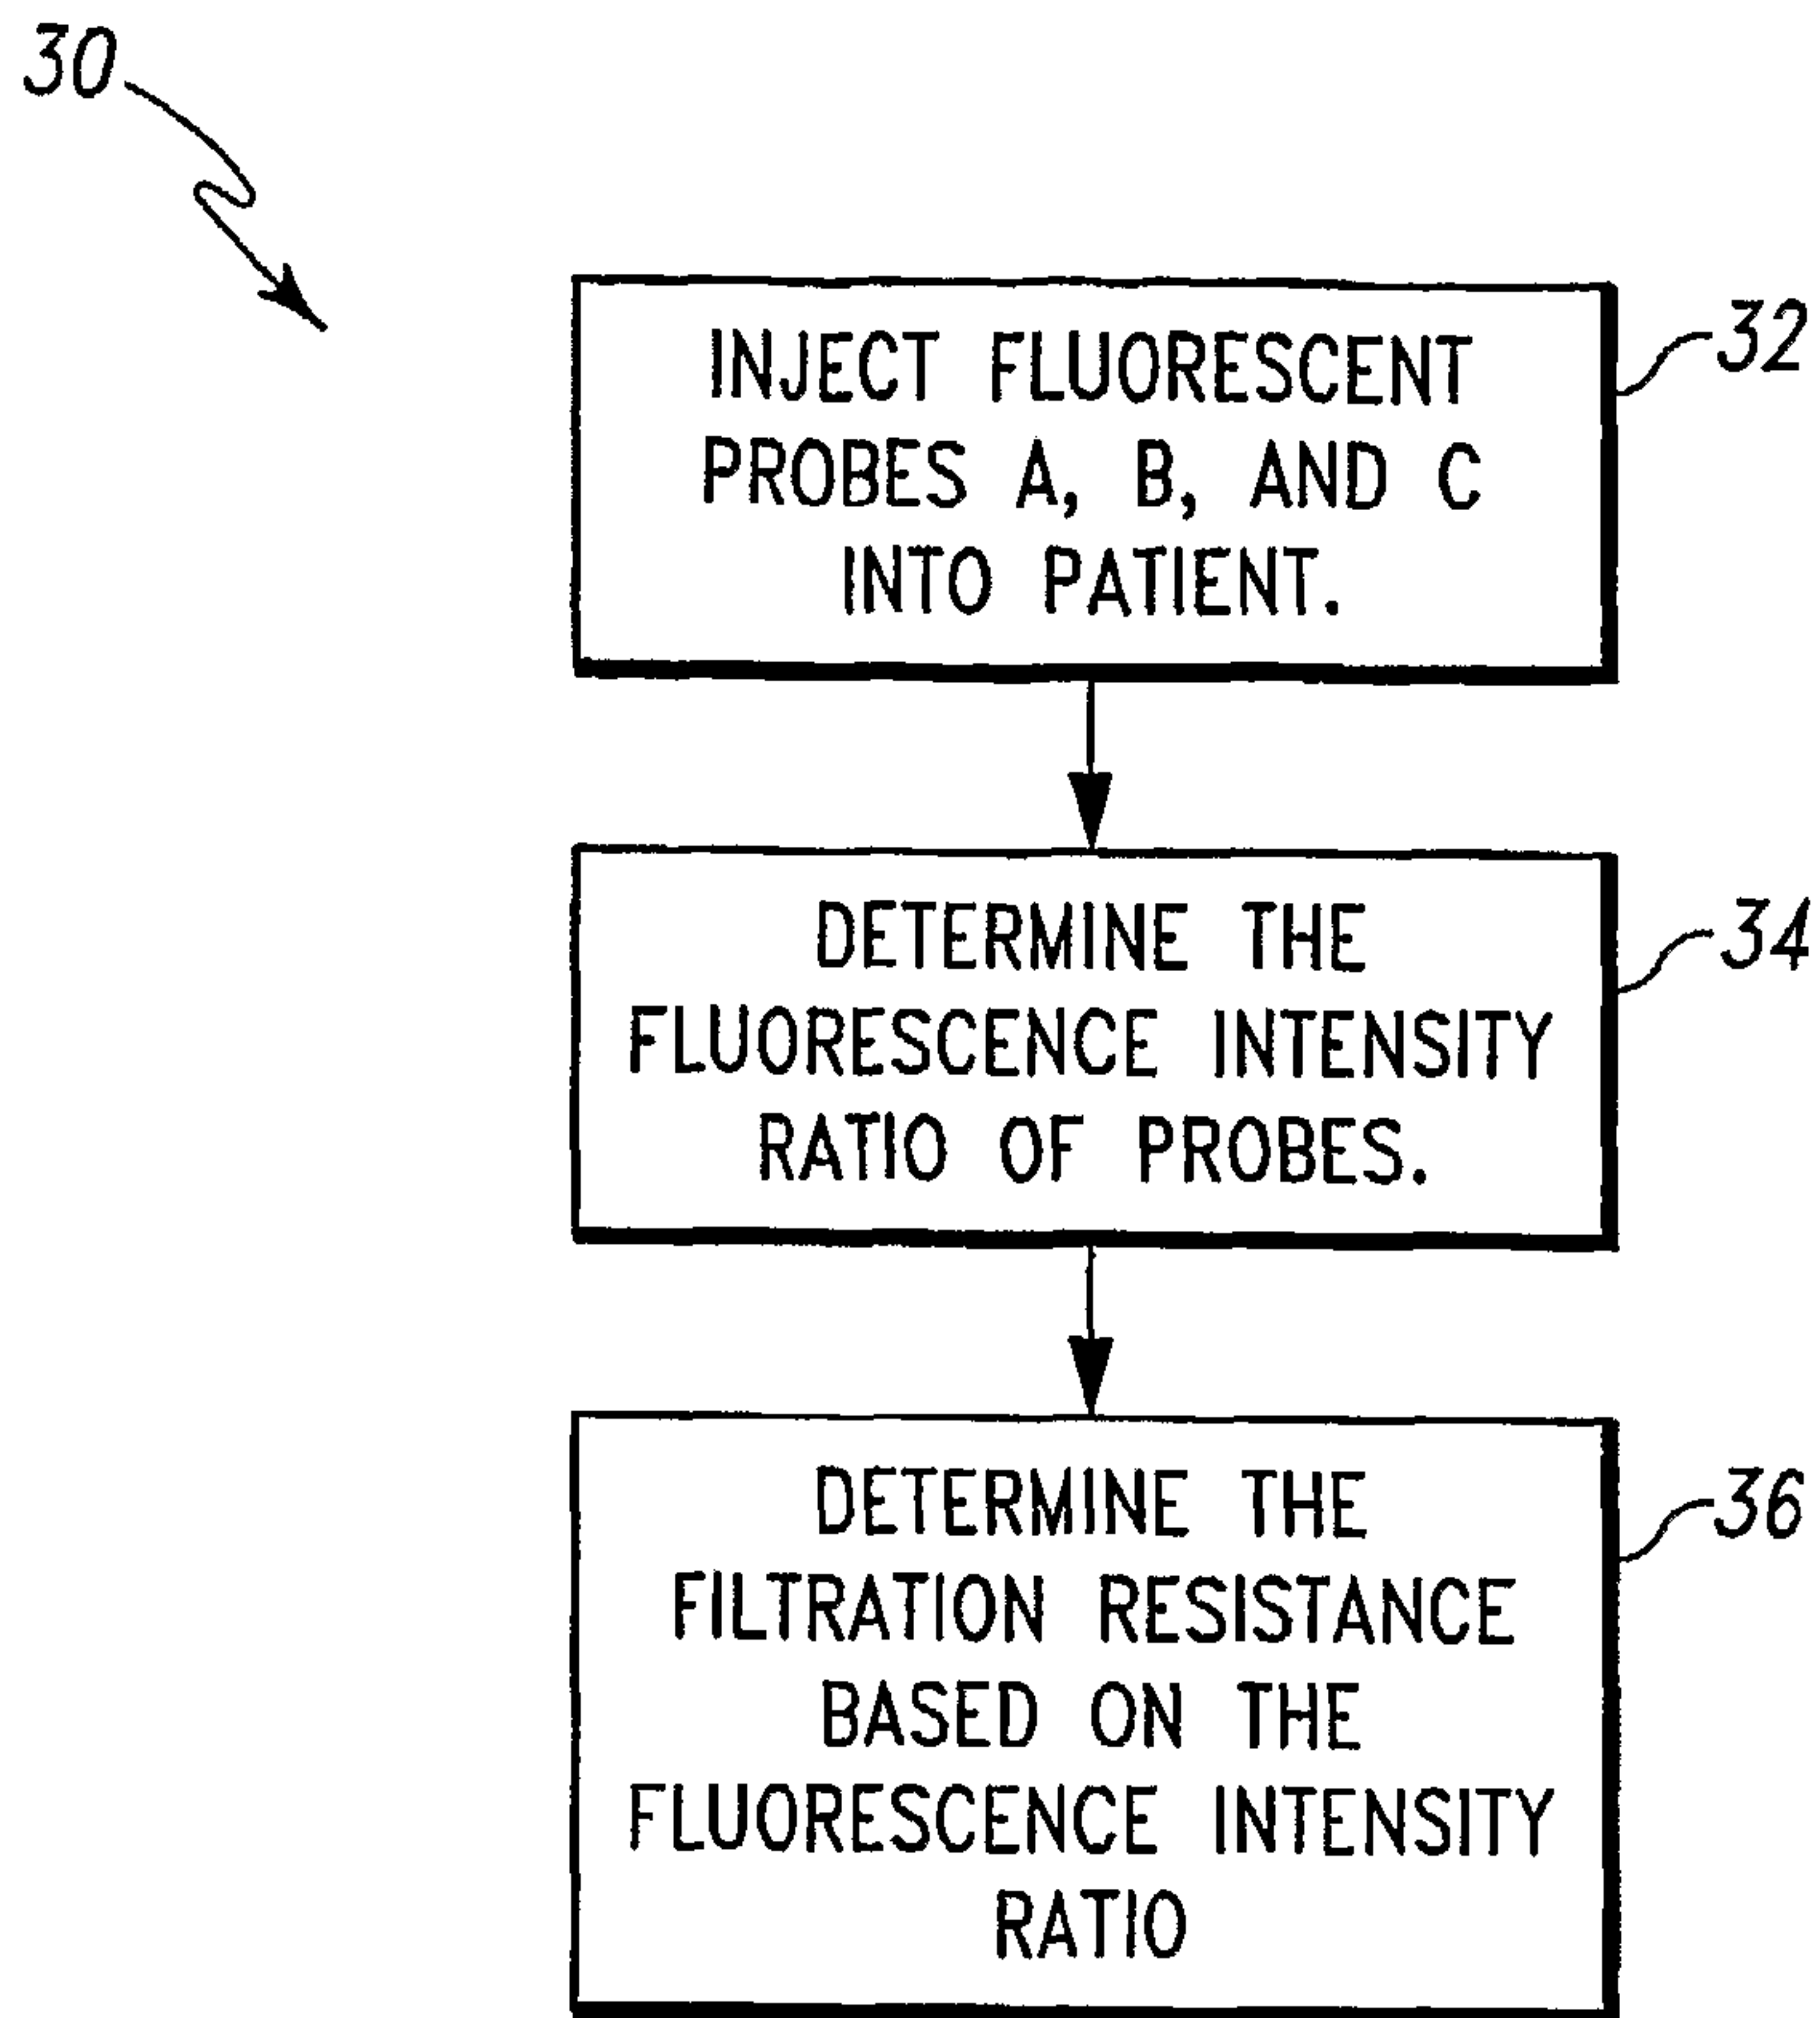 30
INJECT FLUORESCENT
PROBES A, B, AND C
INTO PATIENT.
32
DETERMINE THE
FLUORESCENCE INTENSITY
RATIO OF PROBES.
34
DETERMINE THE
FILTRATION RESISTANCE
BASED ON THE
FLUORESCENCE INTENSITY
RATIO
36